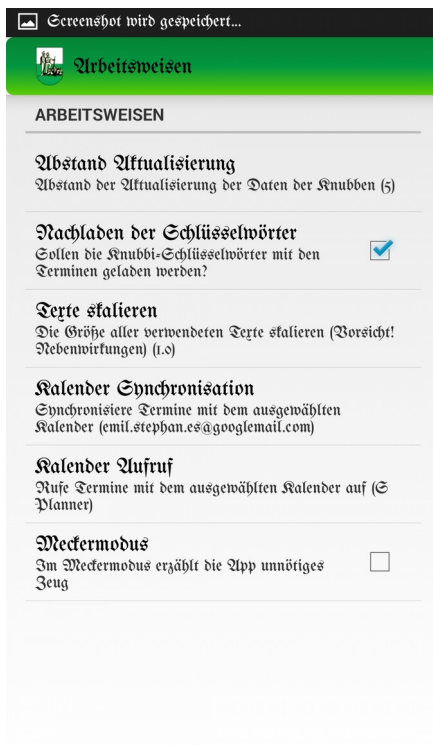 Screenshot wird gespeichert...
Arbeitsweisen
ARBEITSWEISEN
Abstand Aktualisierung
Abstand der Aktualisierung der Daten der Knubben (5)
Nachladen der Schlüsselwörter
Sollen die Knubbi-Schlüsselwörter mit den
Terminen geladen werden?
Texte skalieren
Die Größe aller verwendeten Texte skalieren (Vorsicht!
Nebenwirkungen) (1.0)
Kalender Synchronisation
Synchronisiere Termine mit dem ausgewählten
Kalender (emil.stephan.es@googlemail.com)
Kalender Aufruf
Rufe Termine mit dem ausgewählten Kalender auf (S
Planner)
Meckermodus
Im Meckermodus erzählt die App unnötiges
Zeug